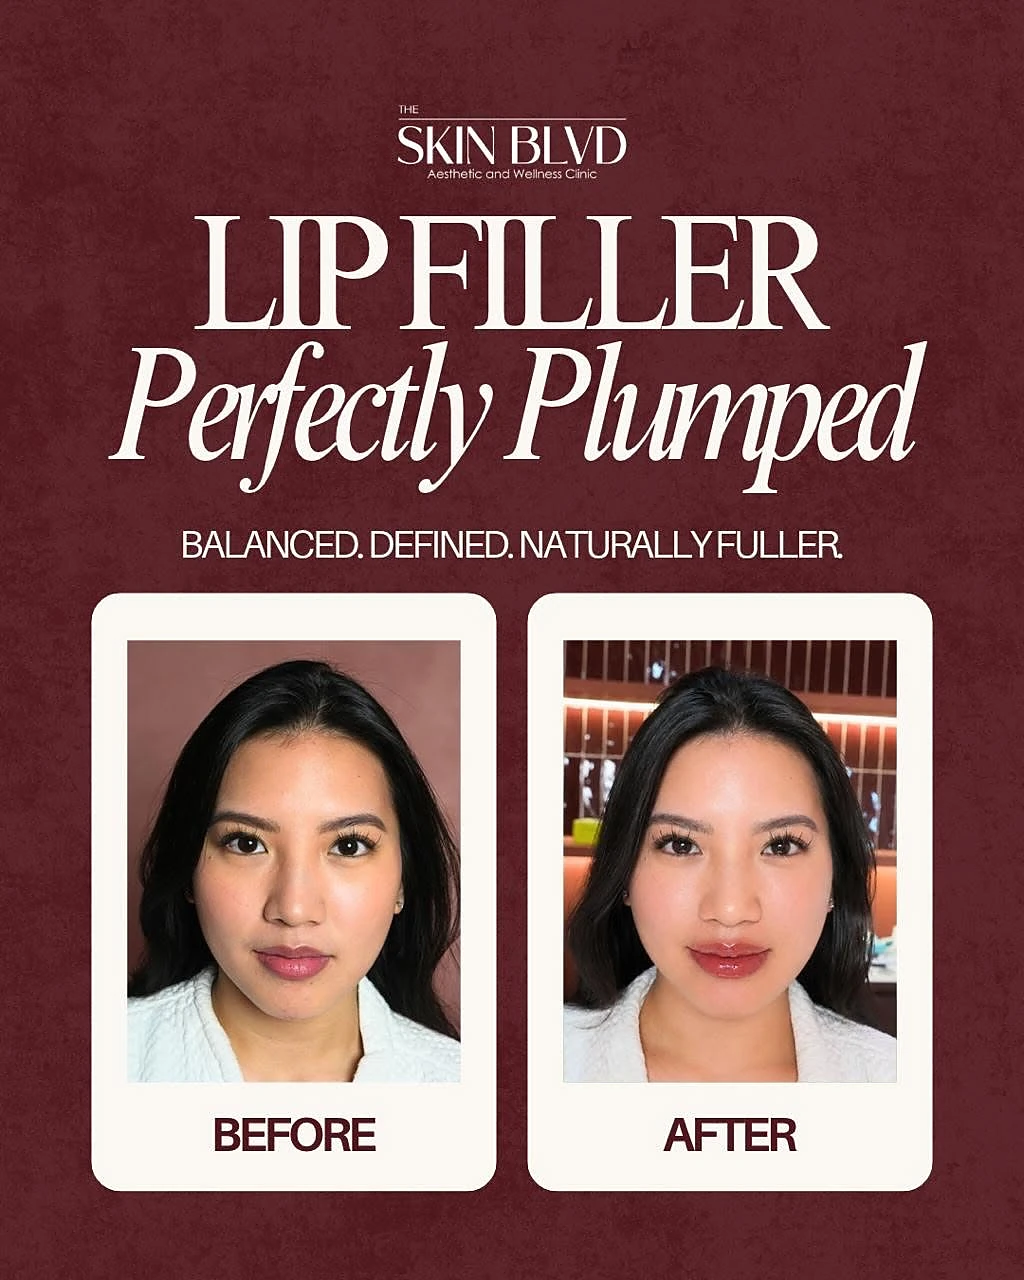 THE
SKIN BLVD
Aesthetic and Wellness Clinic
LIP FILLER
Perfectly Plumped
BALANCED. DEFINED. NATURALLY FULLER.
BEFORE
AFTER